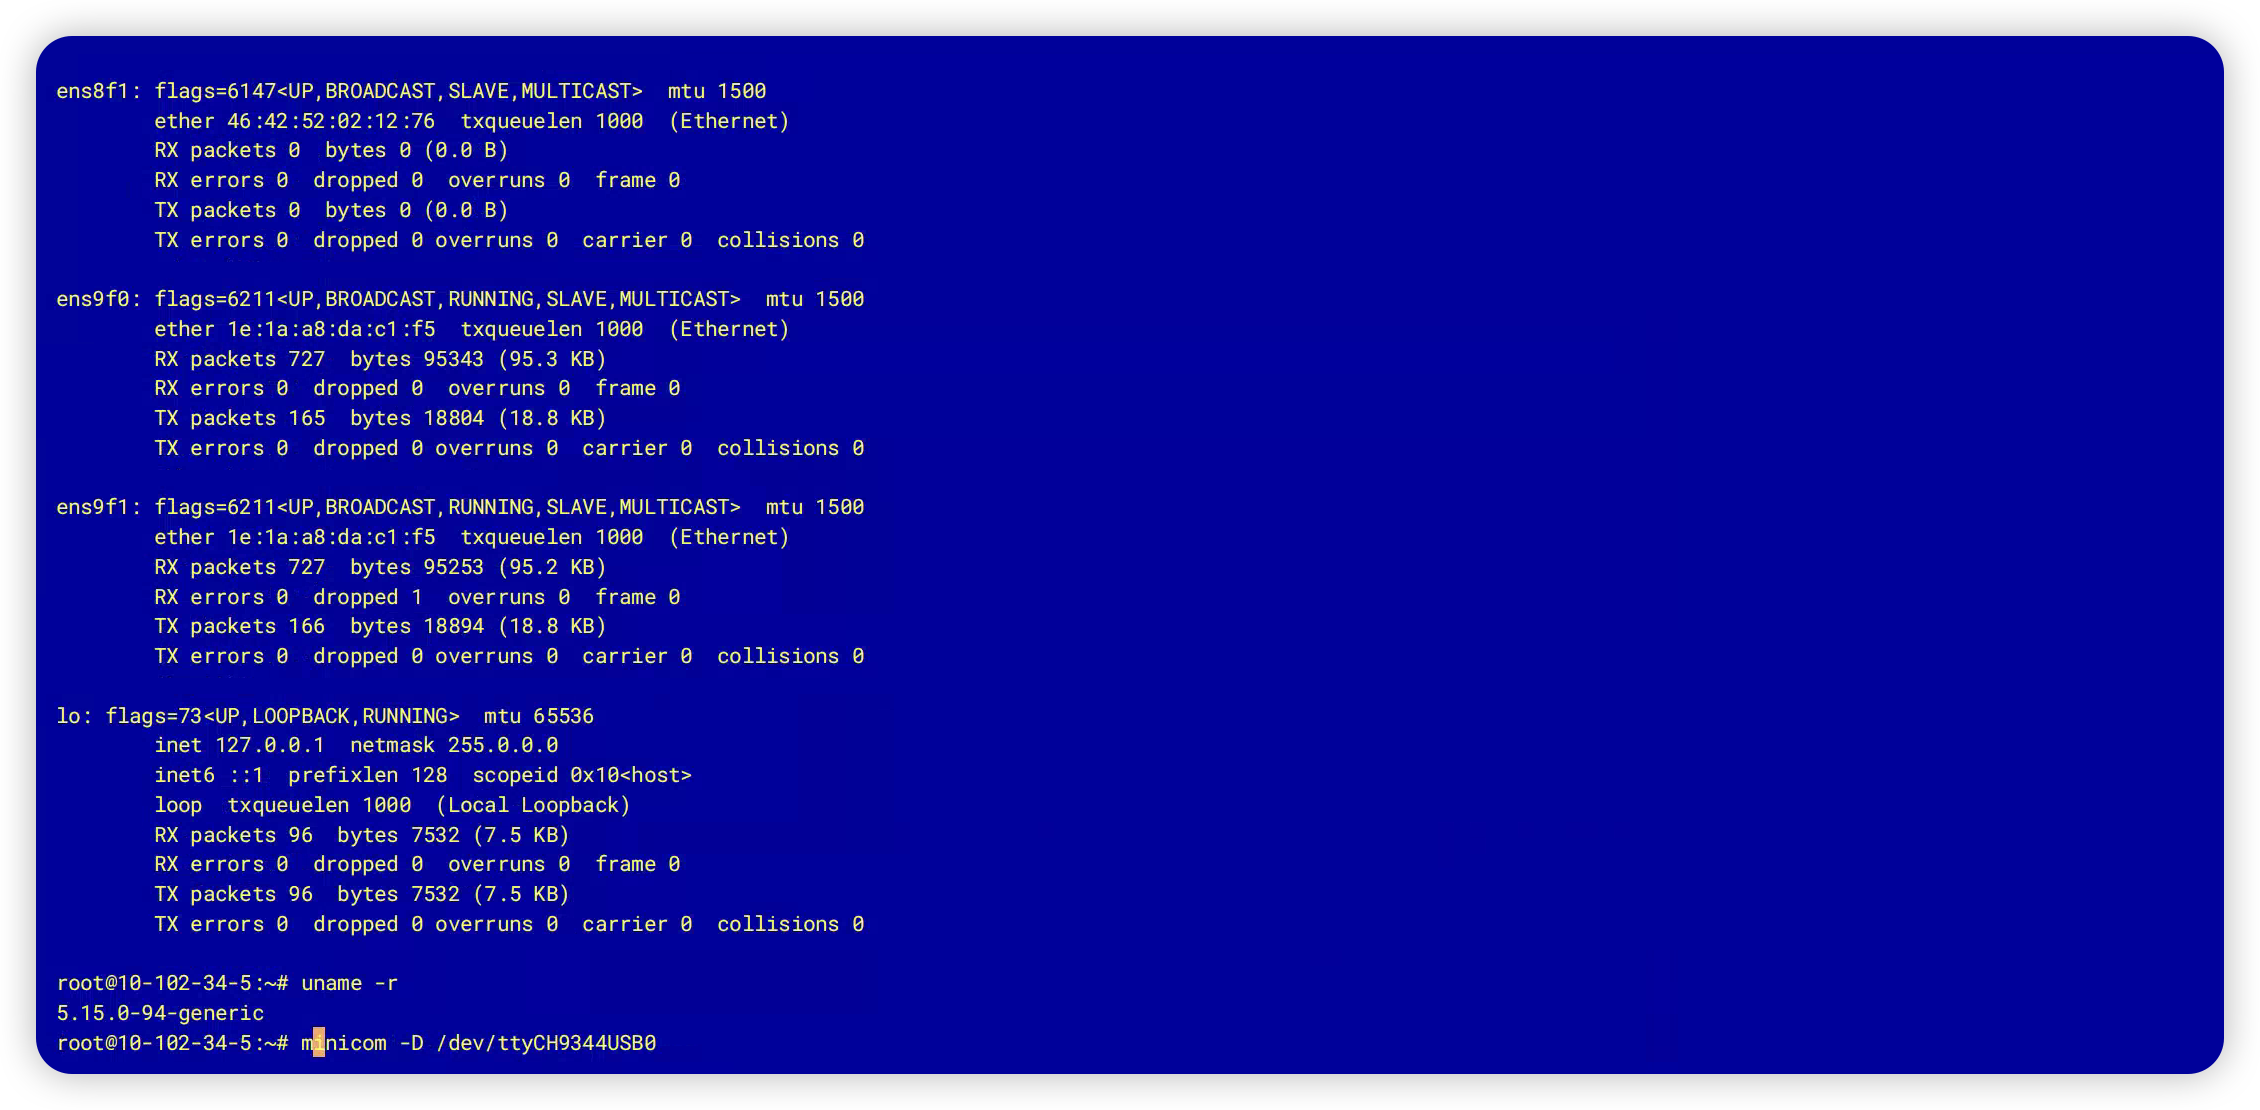 ens8f1: flags=6147<UP,BROADCAST,SLAVE,MULTICAST>  mtu 1500
        ether 46:42:52:02:12:76  txqueuelen 1000  (Ethernet)
        RX packets 0  bytes 0 (0.0 B)
        RX errors 0  dropped 0  overruns 0  frame 0
        TX packets 0  bytes 0 (0.0 B)
        TX errors 0  dropped 0 overruns 0  carrier 0  collisions 0

ens9f0: flags=6211<UP,BROADCAST,RUNNING,SLAVE,MULTICAST>  mtu 1500
        ether 1e:1a:a8:da:c1:f5  txqueuelen 1000  (Ethernet)
        RX packets 727  bytes 95343 (95.3 KB)
        RX errors 0  dropped 0  overruns 0  frame 0
        TX packets 165  bytes 18804 (18.8 KB)
        TX errors 0  dropped 0 overruns 0  carrier 0  collisions 0

ens9f1: flags=6211<UP,BROADCAST,RUNNING,SLAVE,MULTICAST>  mtu 1500
        ether 1e:1a:a8:da:c1:f5  txqueuelen 1000  (Ethernet)
        RX packets 727  bytes 95253 (95.2 KB)
        RX errors 0  dropped 1  overruns 0  frame 0
        TX packets 166  bytes 18894 (18.8 KB)
        TX errors 0  dropped 0 overruns 0  carrier 0  collisions 0

lo: flags=73<UP,LOOPBACK,RUNNING>  mtu 65536
        inet 127.0.0.1  netmask 255.0.0.0
        inet6 ::1  prefixlen 128  scopeid 0x10<host>
        loop  txqueuelen 1000  (Local Loopback)
        RX packets 96  bytes 7532 (7.5 KB)
        RX errors 0  dropped 0  overruns 0  frame 0
        TX packets 96  bytes 7532 (7.5 KB)
        TX errors 0  dropped 0 overruns 0  carrier 0  collisions 0

root@10-102-34-5:~# uname -r
5.15.0-94-generic
root@10-102-34-5:~# minicom -D /dev/ttyCH9344USB0